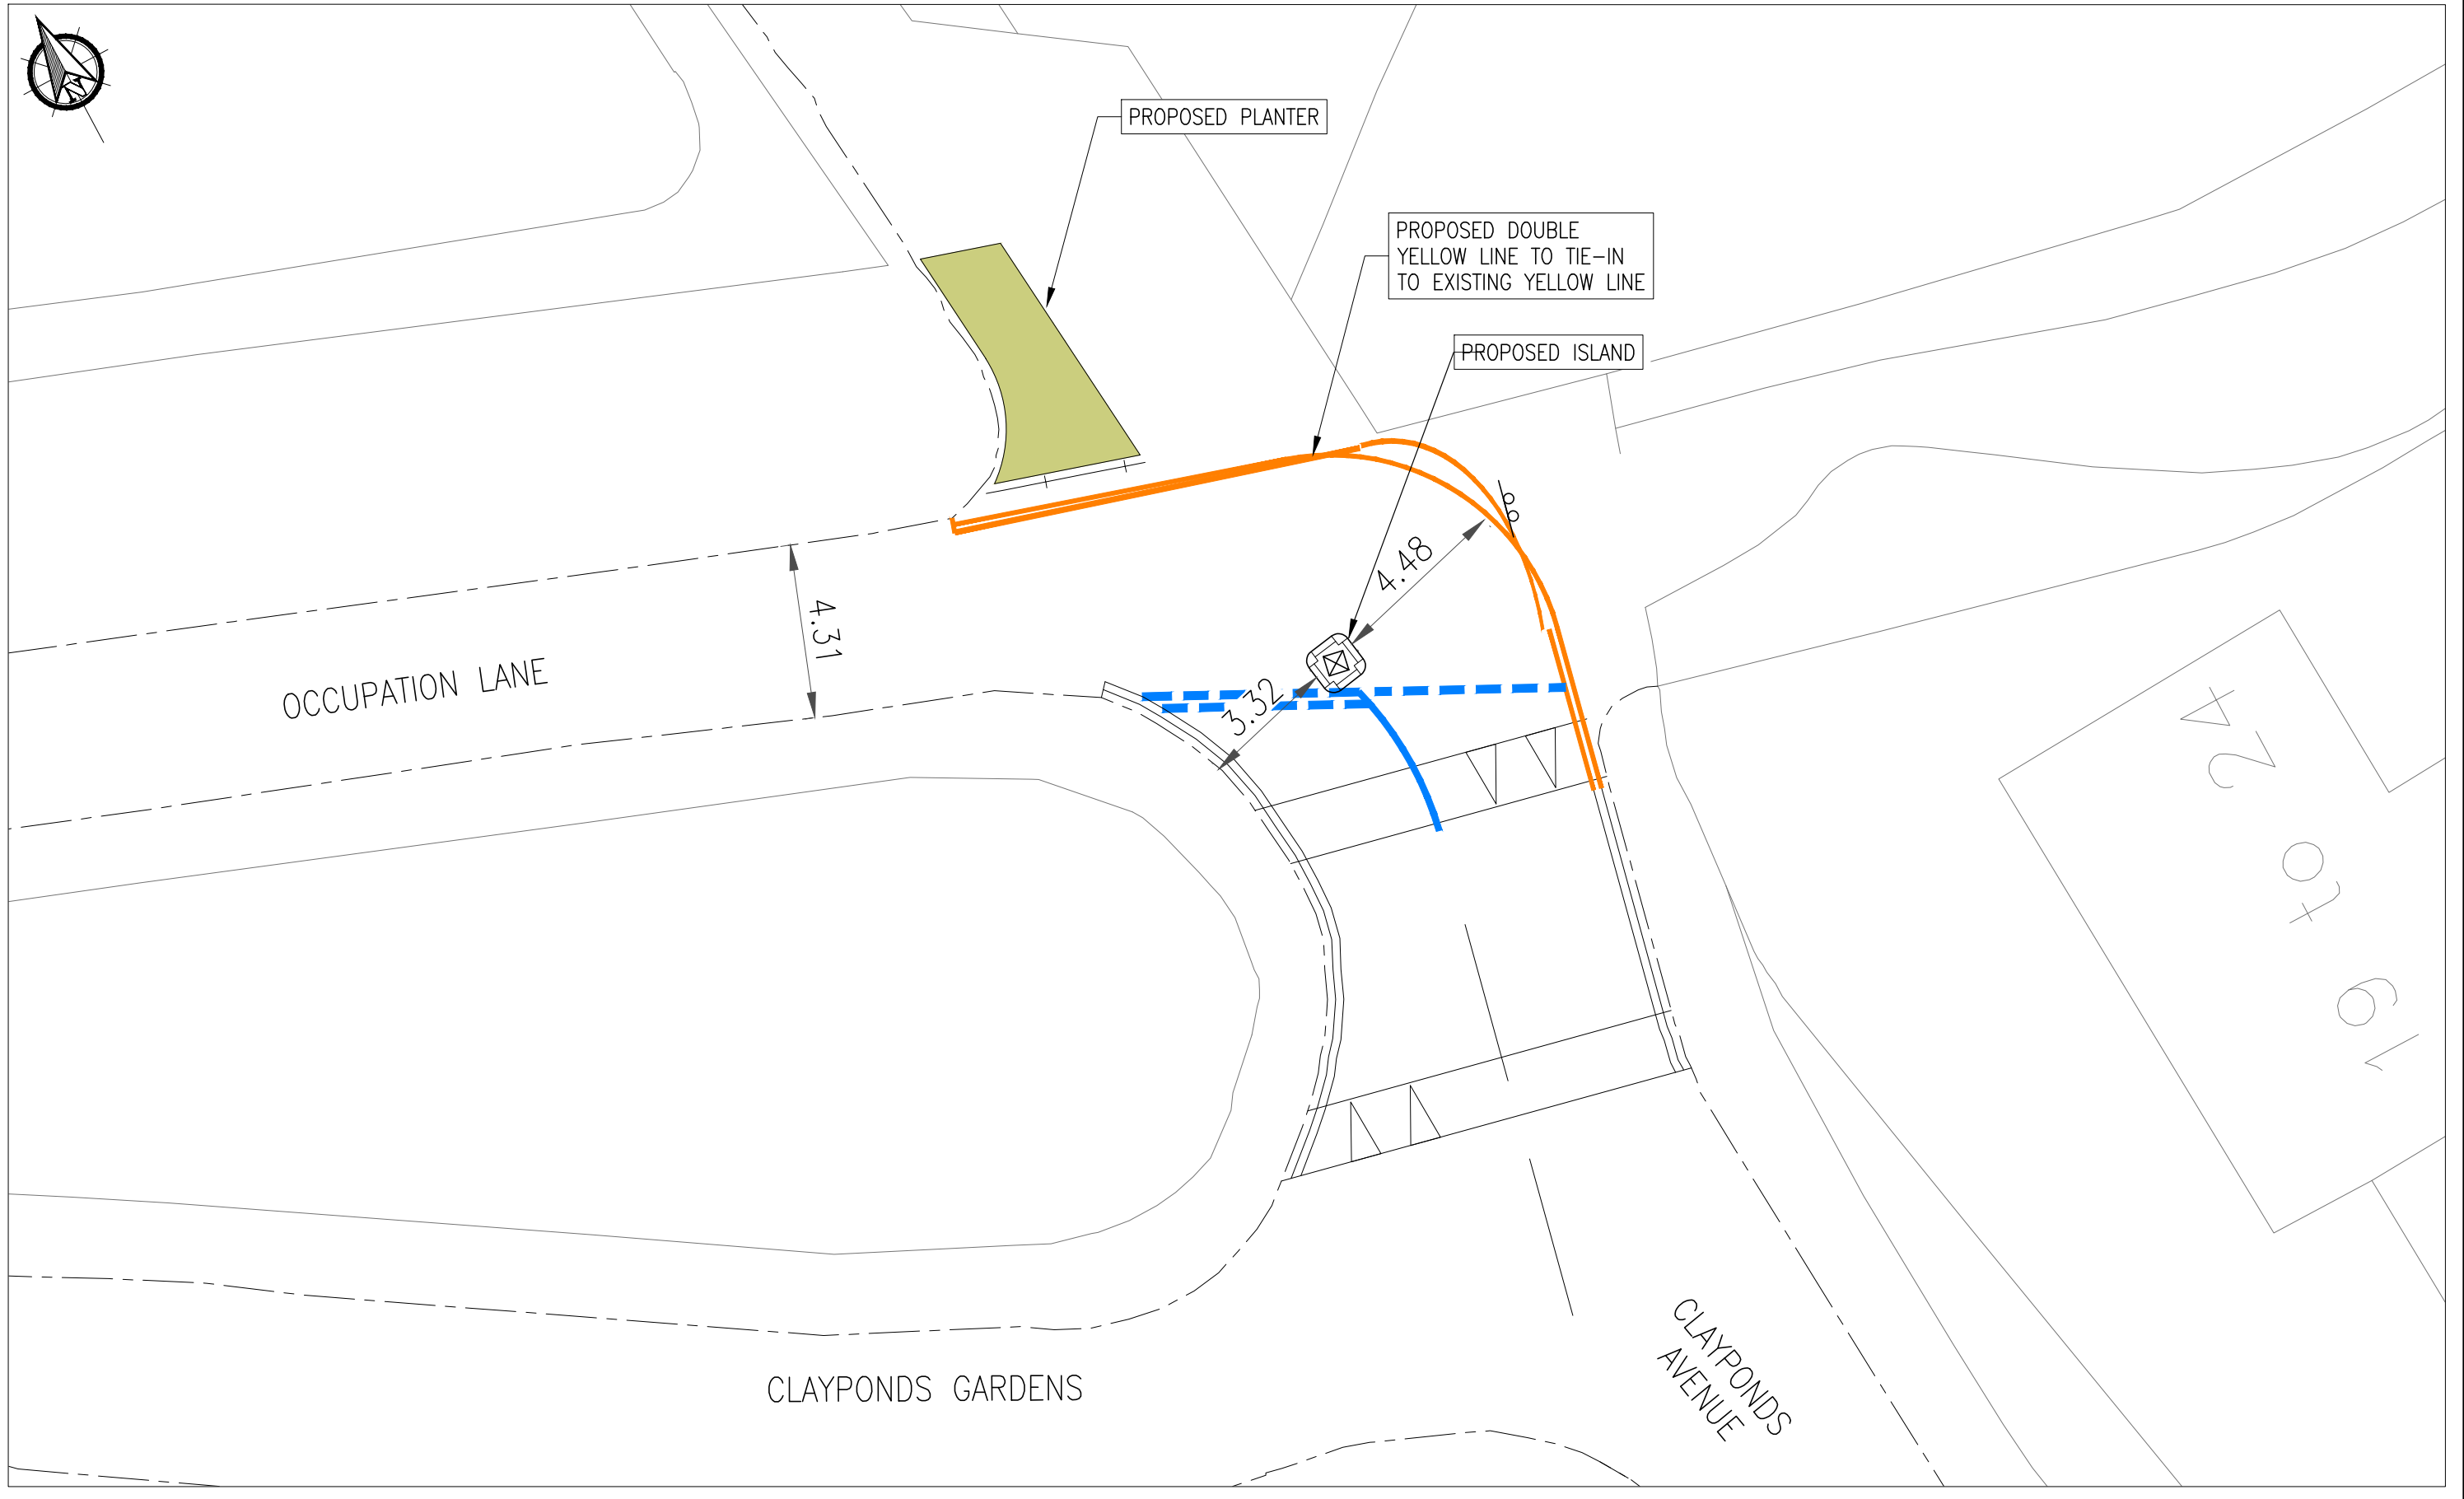 N
PROPOSED PLANTER
PROPOSED DOUBLE
YELLOW LINE TO TIE-IN
TO EXISTING YELLOW LINE
PROPOSED ISLAND
4.48
4.31
3.32
OCCUPATION LANE
19 to 24
CLAYPONDS GARDENS
CLAYPONDS
AVENUE